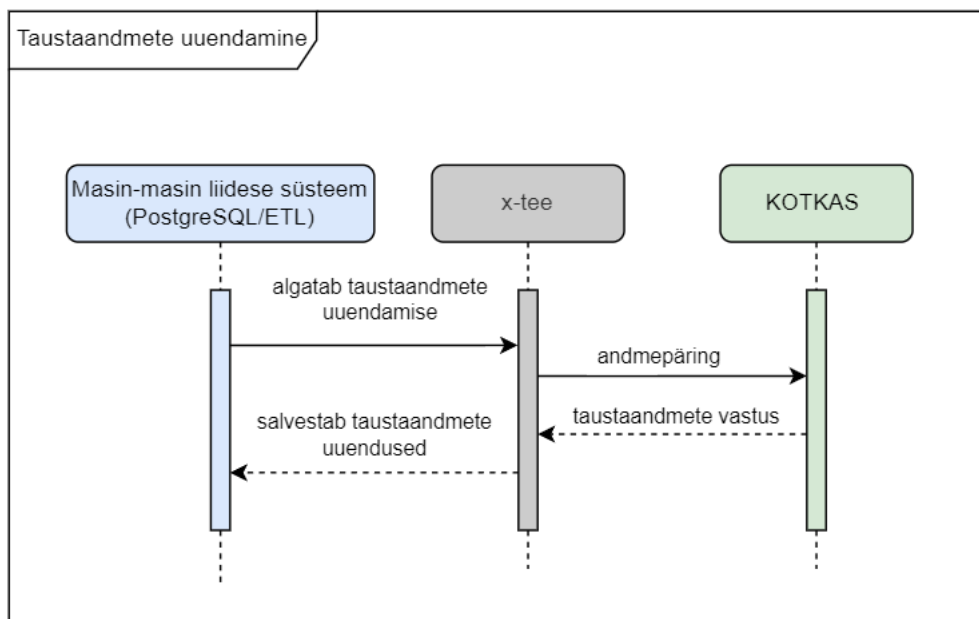 Taustaandmete uuendamine
Masin-masin liidese süsteem
(PostgreSQL/ETL)
x-tee
KOTKAS
algatab taustaandmete
uuendamise
andmepäring
taustaandmete vastus
salvestab taustaandmete
uuendused